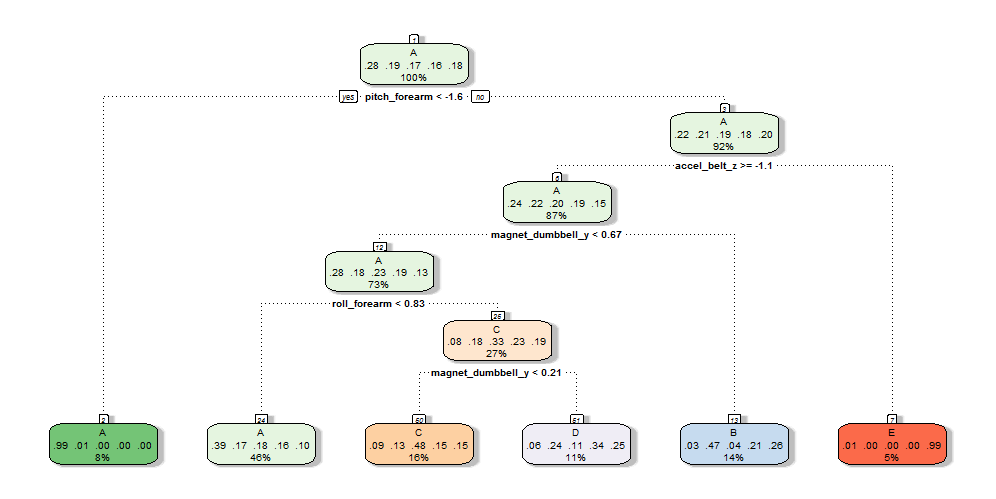 1
A
.28 .19 .17 .16 .18
100%
yes pitch_forearm < -1.6 no
3
A
.22 .21 .19 .18 .20
92%
accel_belt_z >= -1.1
6
A
.24 .22 .20 .19 .15
87%
magnet_dumbbell_y < 0.67
12
A
.28 .18 .23 .19 .13
73%
roll_forearm < 0.83
25
C
.08 .18 .33 .23 .19
27%
magnet_dumbbell_y < 0.21
2
A
.99 .01 .00 .00 .00
8%
24
A
.39 .17 .18 .16 .10
46%
50
C
.09 .13 .48 .15 .15
16%
51
D
.06 .24 .11 .34 .25
11%
13
B
.03 .47 .04 .21 .26
14%
7
E
.01 .00 .00 .00 .99
5%